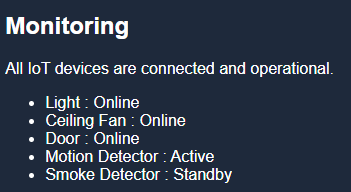 Monitoring
All IoT devices are connected and operational.
• Light : Online
• Ceiling Fan : Online
• Door : Online
• Motion Detector : Active
• Smoke Detector : Standby